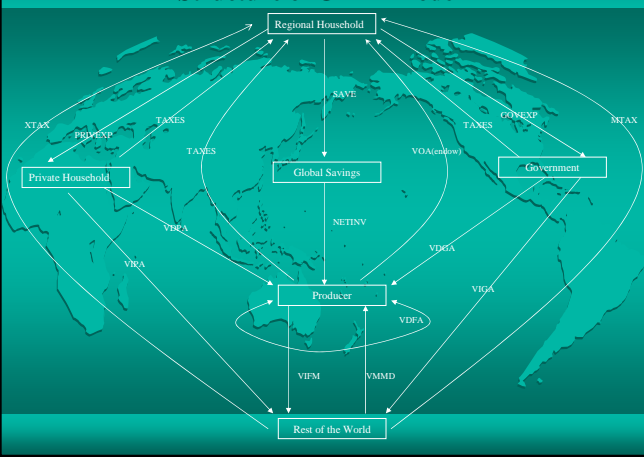 Regional Household
SAVE
XTAX
TAXES
PRIVEXP
GOVEXP
TAXES
MTAX
TAXES
VOA(endow)
Private Household
Global Savings
Government
NETINV
VDPA
VDGA
VIPA
VIGA
Producer
VDFA
VIFM
VMMD
Rest of the World